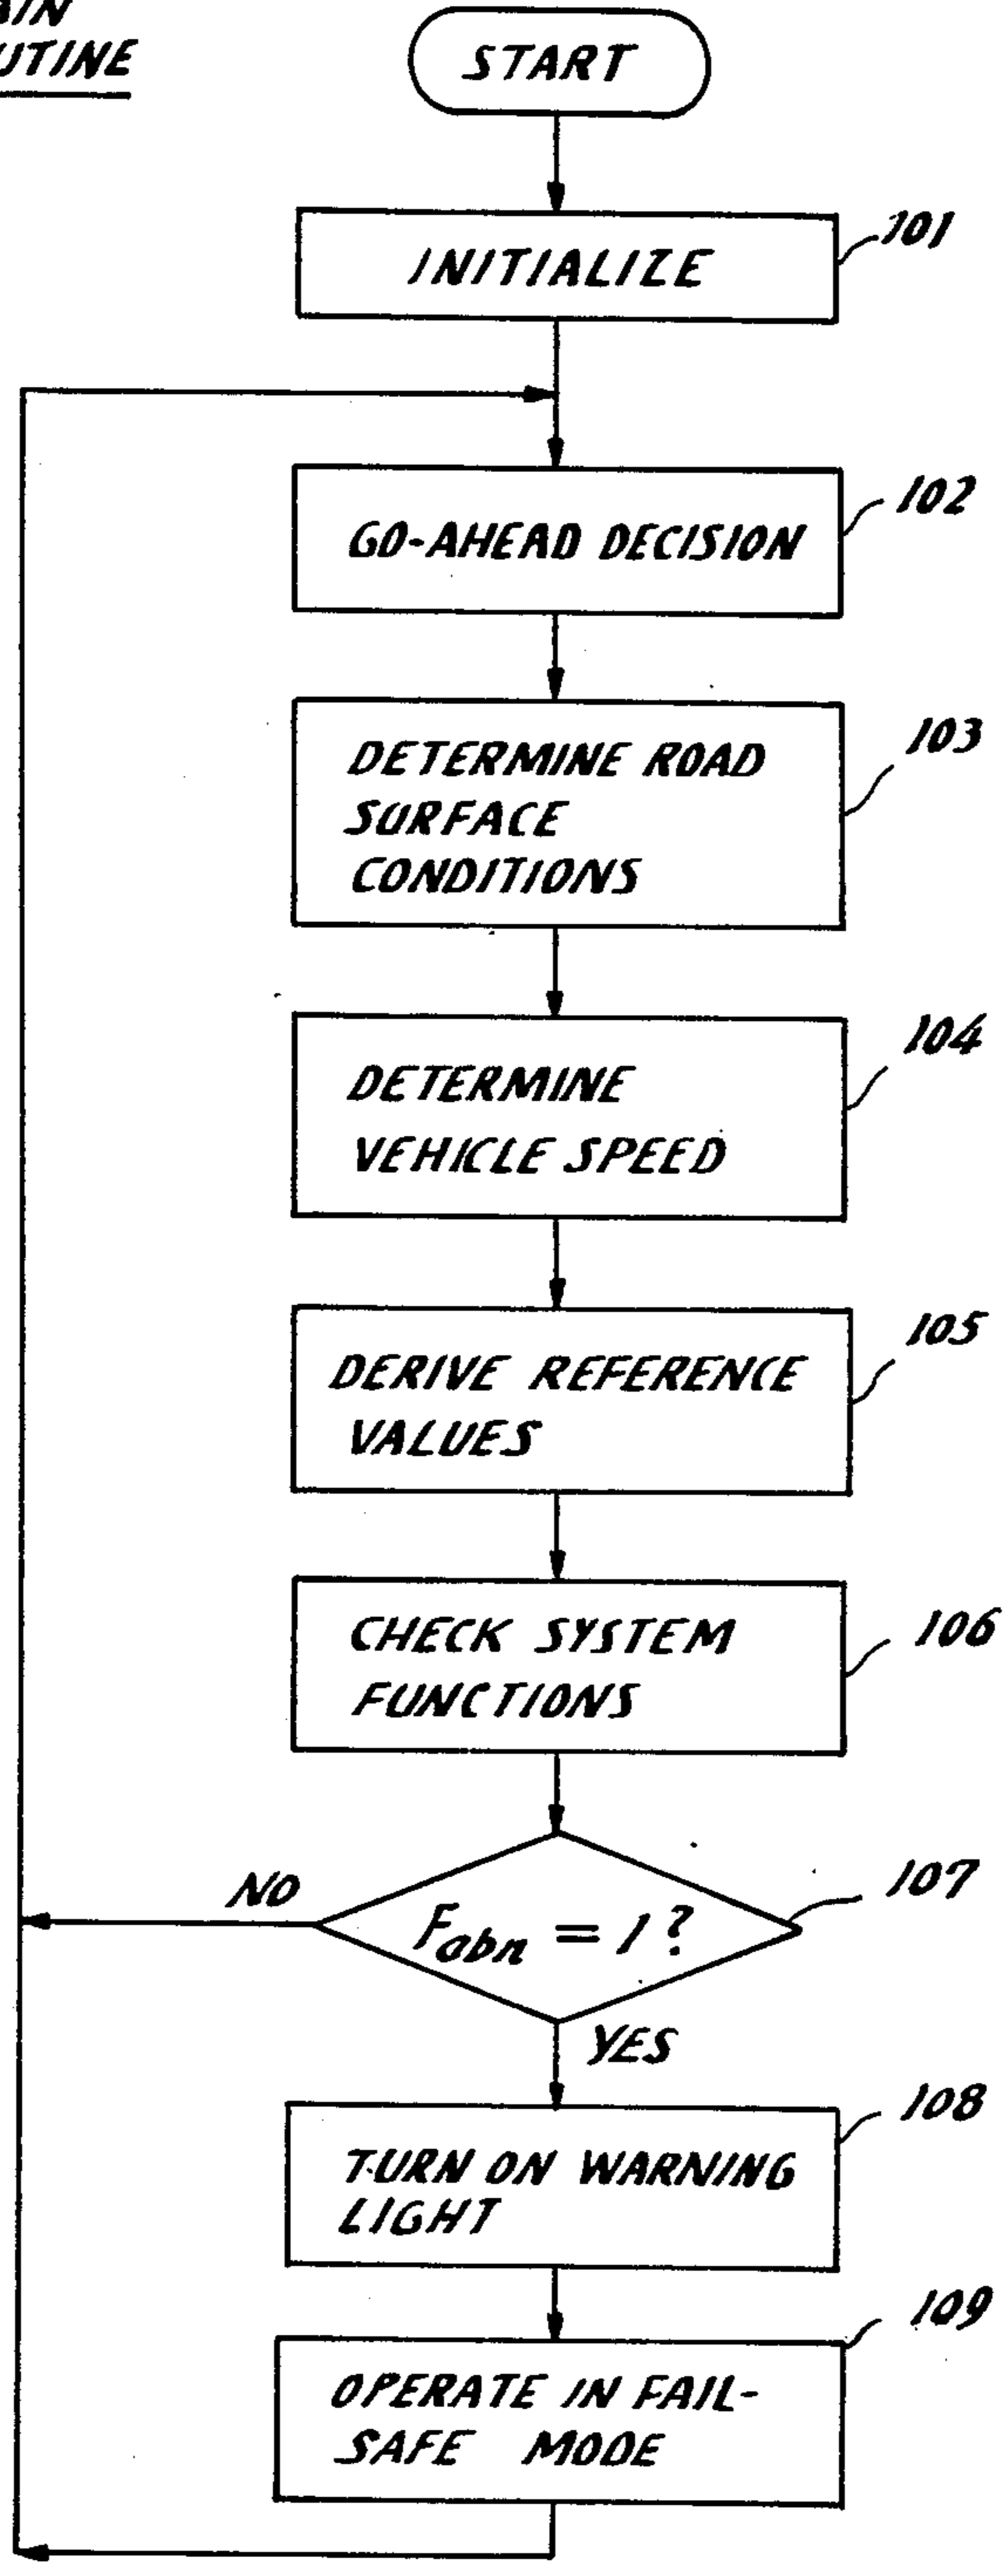 START
INITIALIZE
101
GO-AHEAD DECISION
102
DETERMINE ROAD
SURFACE
CONDITIONS
103
DETERMINE
VEHICLE SPEED
104
DERIVE REFERENCE
VALUES
105
CHECK SYSTEM
FUNCTIONS
106
Fabn = 1?
107
NO
YES
TURN ON WARNING
LIGHT
108
OPERATE IN FAIL-
SAFE MODE
109